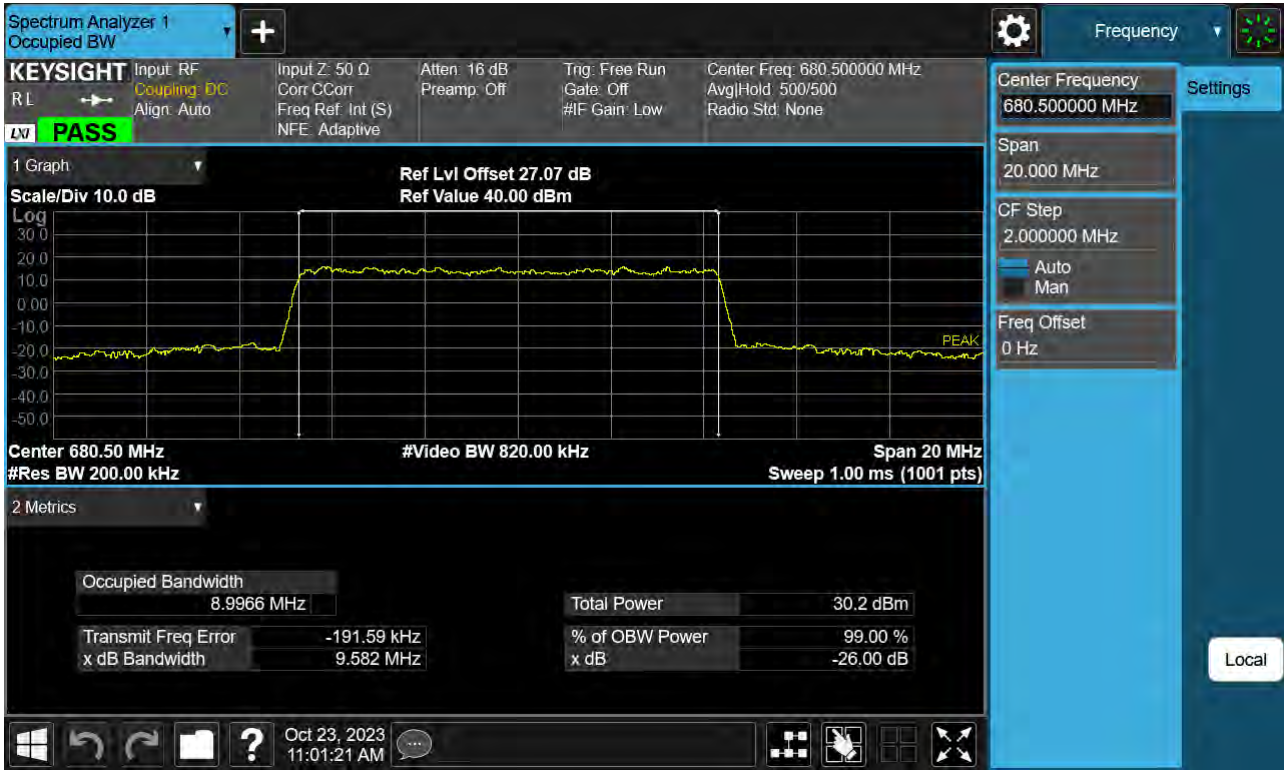 Spectrum Analyzer 1
Occupied BW
Frequency
KEYSIGHT
RL
LXI
PASS
Input: RF
Coupling: DC
Align: Auto
Input Z: 50 Ω
Corr CCorr
Freq Ref: Int (S)
NFE: Adaptive
Atten: 16 dB
Preamp: Off
Trig: Free Run
Gate: Off
#IF Gain: Low
Center Freq: 680.500000 MHz
Avg|Hold: 500/500
Radio Std: None
1 Graph
Scale/Div 10.0 dB
Ref Lvl Offset 27.07 dB
Ref Value 40.00 dBm
Log
30.0
20.0
10.0
0.00
-10.0
-20.0
-30.0
-40.0
-50.0
PEAK
Center 680.50 MHz
#Video BW 820.00 kHz
Span 20 MHz
#Res BW 200.00 kHz
Sweep 1.00 ms (1001 pts)
2 Metrics
Occupied Bandwidth
8.9966 MHz
Total Power 30.2 dBm
Transmit Freq Error -191.59 kHz
% of OBW Power 99.00 %
x dB Bandwidth 9.582 MHz
x dB -26.00 dB
Center Frequency
680.500000 MHz
Settings
Span
20.000 MHz
CF Step
2.000000 MHz
Auto
Man
Freq Offset
0 Hz
Local
?
Oct 23, 2023
11:01:21 AM